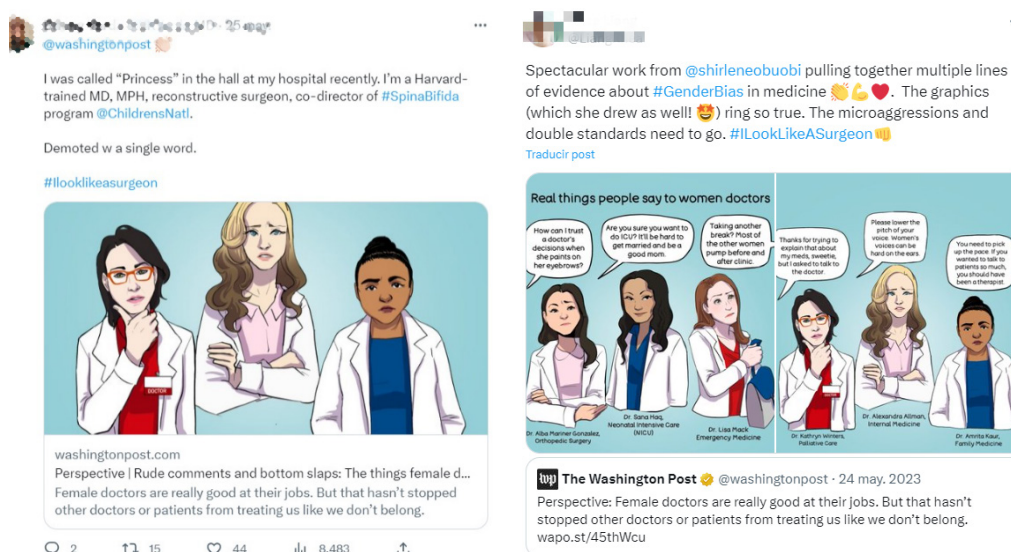 @washingtonpost
I was called “Princess” in the hall at my hospital recently. I’m a Harvard-
trained MD, MPH, reconstructive surgeon, co-director of #SpinaBifida
program @ChildrensNatl.
Demoted w a single word.
#Ilooklikeasurgeon
DOCTOR
washingtonpost.com
Perspective | Rude comments and bottom slaps: The things female d...
Female doctors are really good at their jobs. But that hasn’t stopped
other doctors or patients from treating us like we don’t belong.
2 15 44 8.483
Spectacular work from @shirleneobuobi pulling together multiple lines
of evidence about #GenderBias in medicine 👏💪❤️. The graphics
(which she drew as well! 🤩) ring so true. The microaggressions and
double standards need to go. #ILookLikeASurgeon👊
Traducir post
Real things people say to women doctors
How can I trust
a doctor's
decisions when
she paints on
her eyebrows?
Are you sure you want to
do ICU? It'll be hard to
get married and be a
good mom.
Taking another
break? Most of
the other women
pump before and
after clinic.
Thanks for trying to
explain that about
my meds, sweetie,
but I asked to talk to
the doctor.
Please lower the
pitch of your
voice. Women's
voices can be
hard on the ears.
You need to pick
up the pace. If you
wanted to talk to
patients so much,
you should have
been a therapist.
Dr. Alba Mariner Gonzalez,
Orthopedic Surgery
Dr. Sana Haq,
Neonatal Intensive Care
(NICU)
Dr. Lisa Mack
Emergency Medicine
Dr. Kathryn Winters,
Palliative Care
Dr. Alexandra Allman,
Internal Medicine
Dr. Amrita Kaur,
Family Medicine
wp The Washington Post @washingtonpost · 24 may. 2023
Perspective: Female doctors are really good at their jobs. But that hasn’t
stopped other doctors or patients from treating us like we don’t belong.
wapo.st/45thWcu